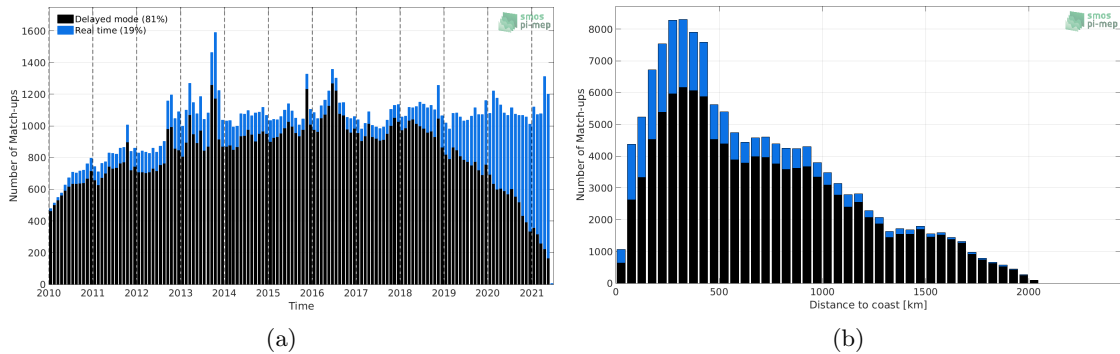 Delayed mode (81%)
Real time (19%)
smos
pi-mep
Number of Match-ups
1600
1400
1200
1000
800
600
400
200
0
2010 2011 2012 2013 2014 2015 2016 2017 2018 2019 2020 2021
Time
(a)
smos
pi-mep
Number of Match-ups
8000
7000
6000
5000
4000
3000
2000
1000
0
0 500 1000 1500 2000
Distance to coast [km]
(b)